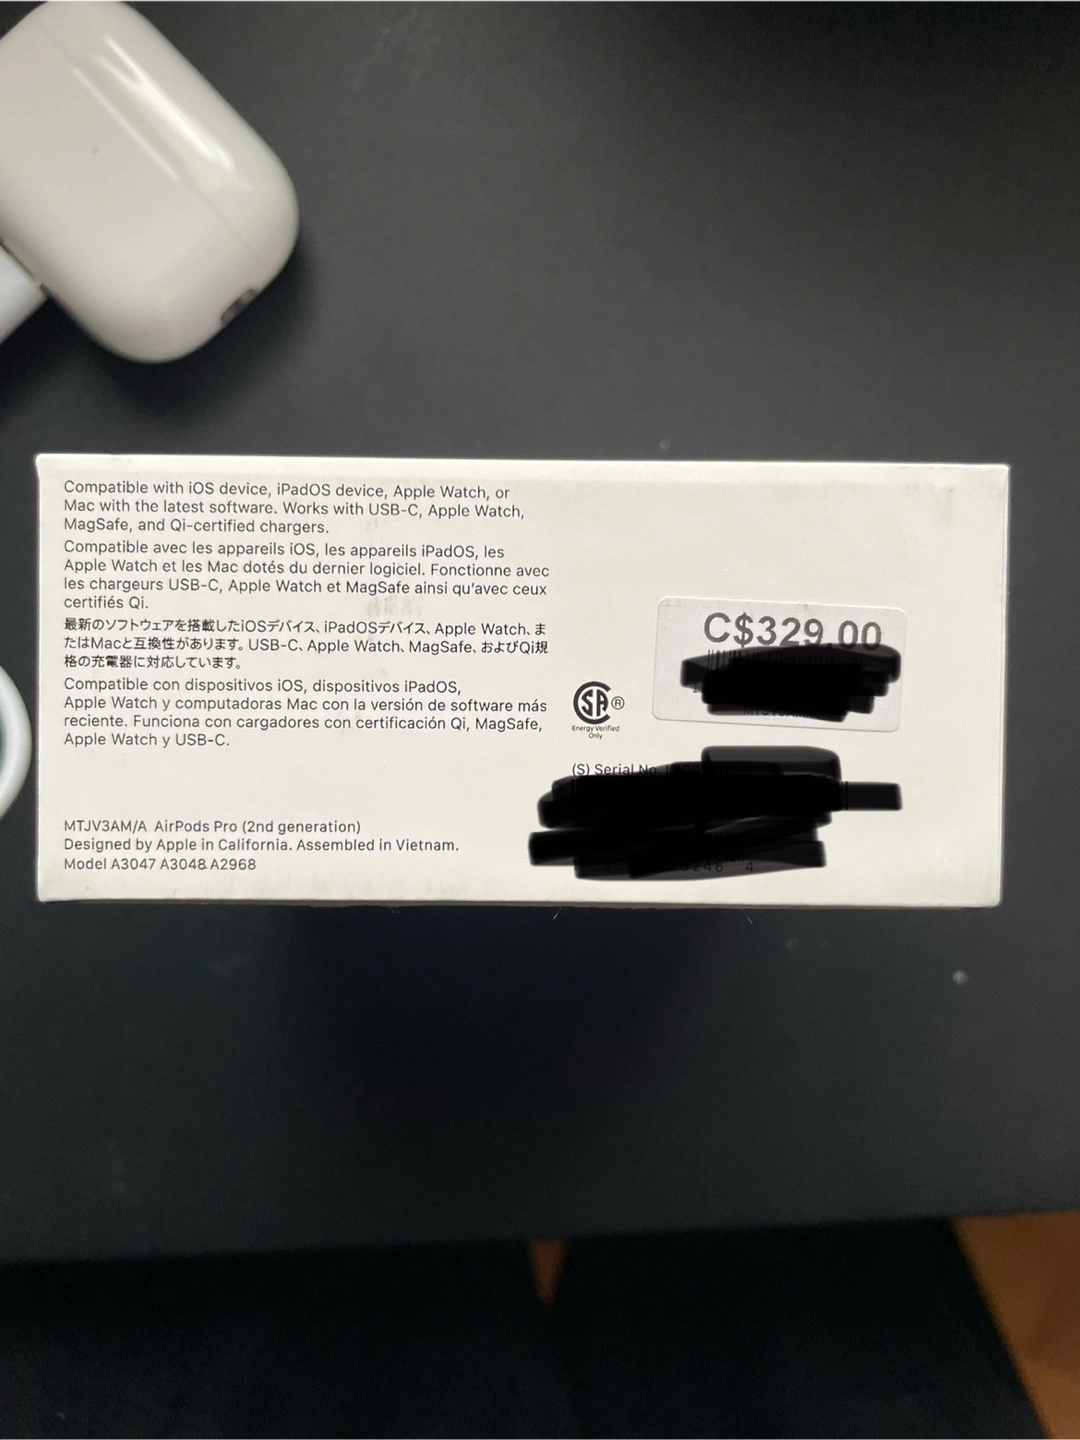 Compatible with iOS device, iPadOS device, Apple Watch, or
Mac with the latest software. Works with USB-C, Apple Watch,
MagSafe, and Qi-certified chargers.
Compatible avec les appareils iOS, les appareils iPadOS, les
Apple Watch et les Mac dotés du dernier logiciel. Fonctionne avec
les chargeurs USB-C, Apple Watch et MagSafe ainsi qu'avec ceux
certifiés Qi.
最新のソフトウェアを搭載したiOSデバイス、iPadOSデバイス、Apple Watch、ま
たはMacと互換性があります。USB-C、Apple Watch、MagSafe、およびQi規
格の充電器に対応しています。
Compatible con dispositivos iOS, dispositivos iPadOS,
Apple Watch y computadoras Mac con la versión de software más
reciente. Funciona con cargadores con certificación Qi, MagSafe,
Apple Watch y USB-C.
MTJV3AM/A AirPods Pro (2nd generation)
Designed by Apple in California. Assembled in Vietnam.
Model A3047 A3048 A2968
C$329.00
SA ®
Energy Verified
Only
(S) Serial No.